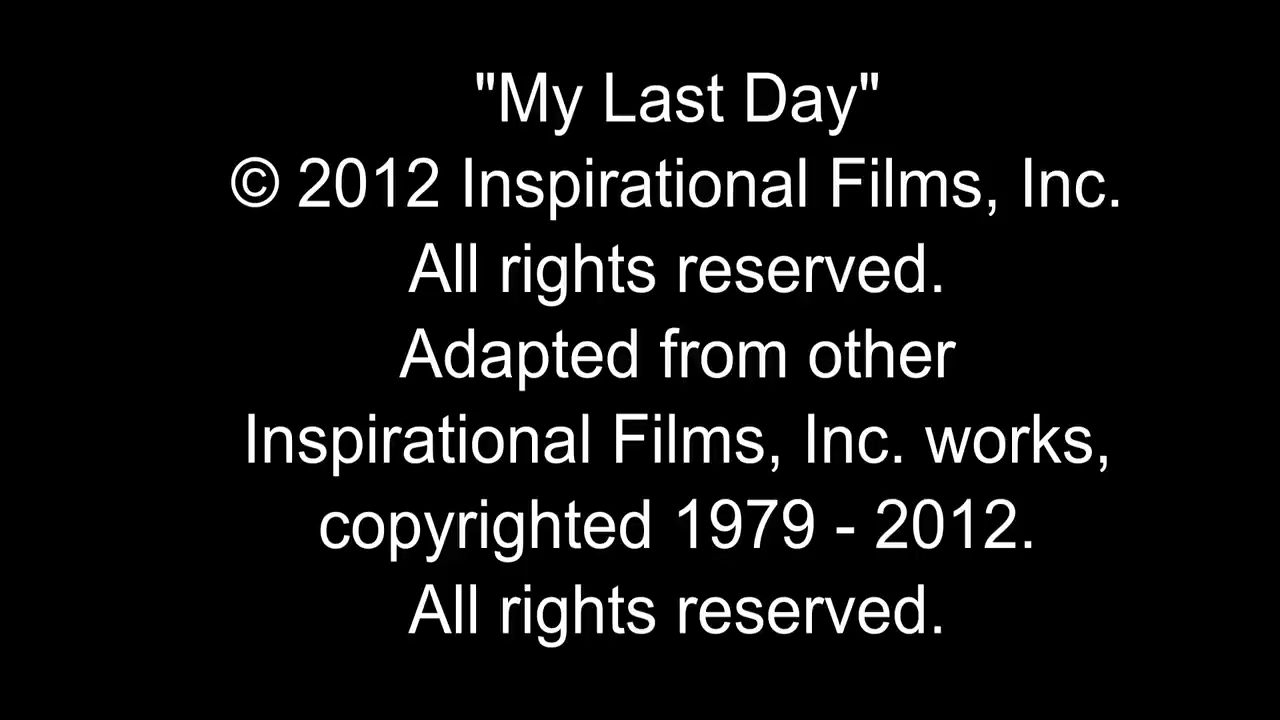 "My Last Day"
© 2012 Inspirational Films, Inc.
All rights reserved.
Adapted from other
Inspirational Films, Inc. works,
copyrighted 1979 - 2012.
All rights reserved.